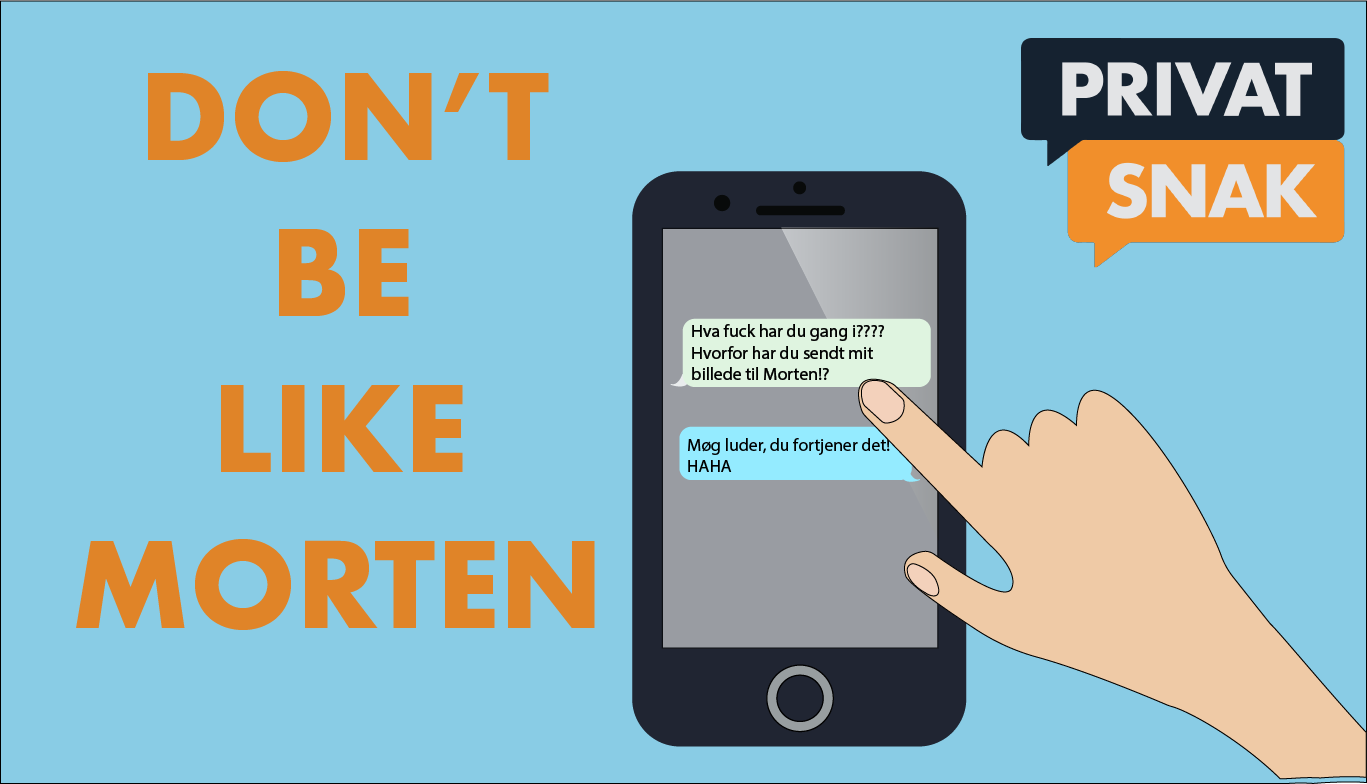 DON'T
BE
LIKE
MORTEN
PRIVAT
SNAK
Hva fuck har du gang i????
Hvorfor har du sendt mit
billede til Morten!?
Møg luder, du fortjener det!
HAHA